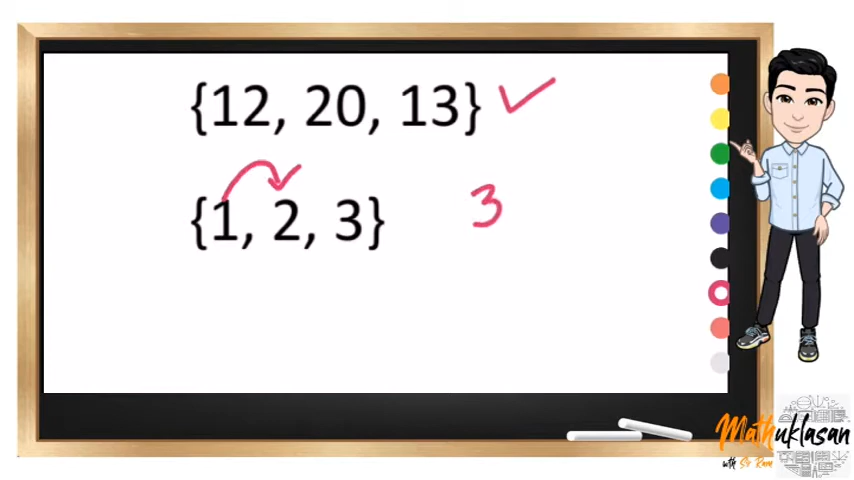 {12, 20, 13}
{1, 2, 3} 3
Mathuklasan
with Sir Ram